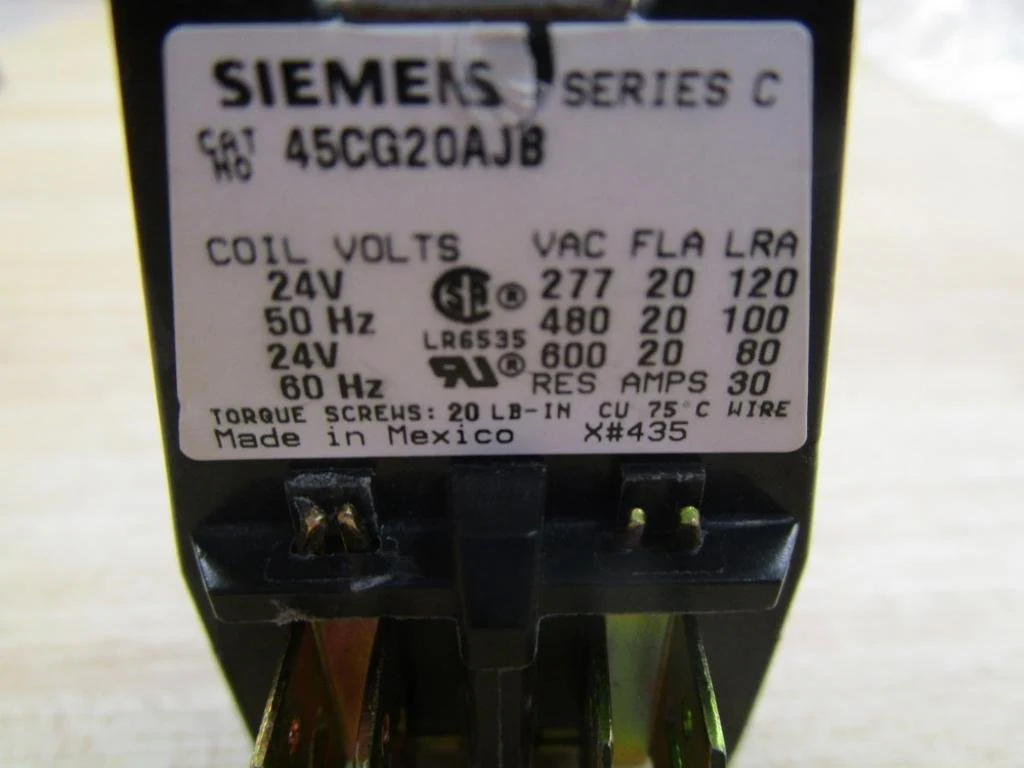 SIEMENS SERIES C
CAT NO 45CG20AJB
COIL VOLTS VAC FLA LRA
24V 277 20 120
50 Hz LR6535 480 20 100
24V 600 20 80
60 Hz RES AMPS 30
TORQUE SCREWS: 20 LB-IN CU 75°C WIRE
Made in Mexico X#435